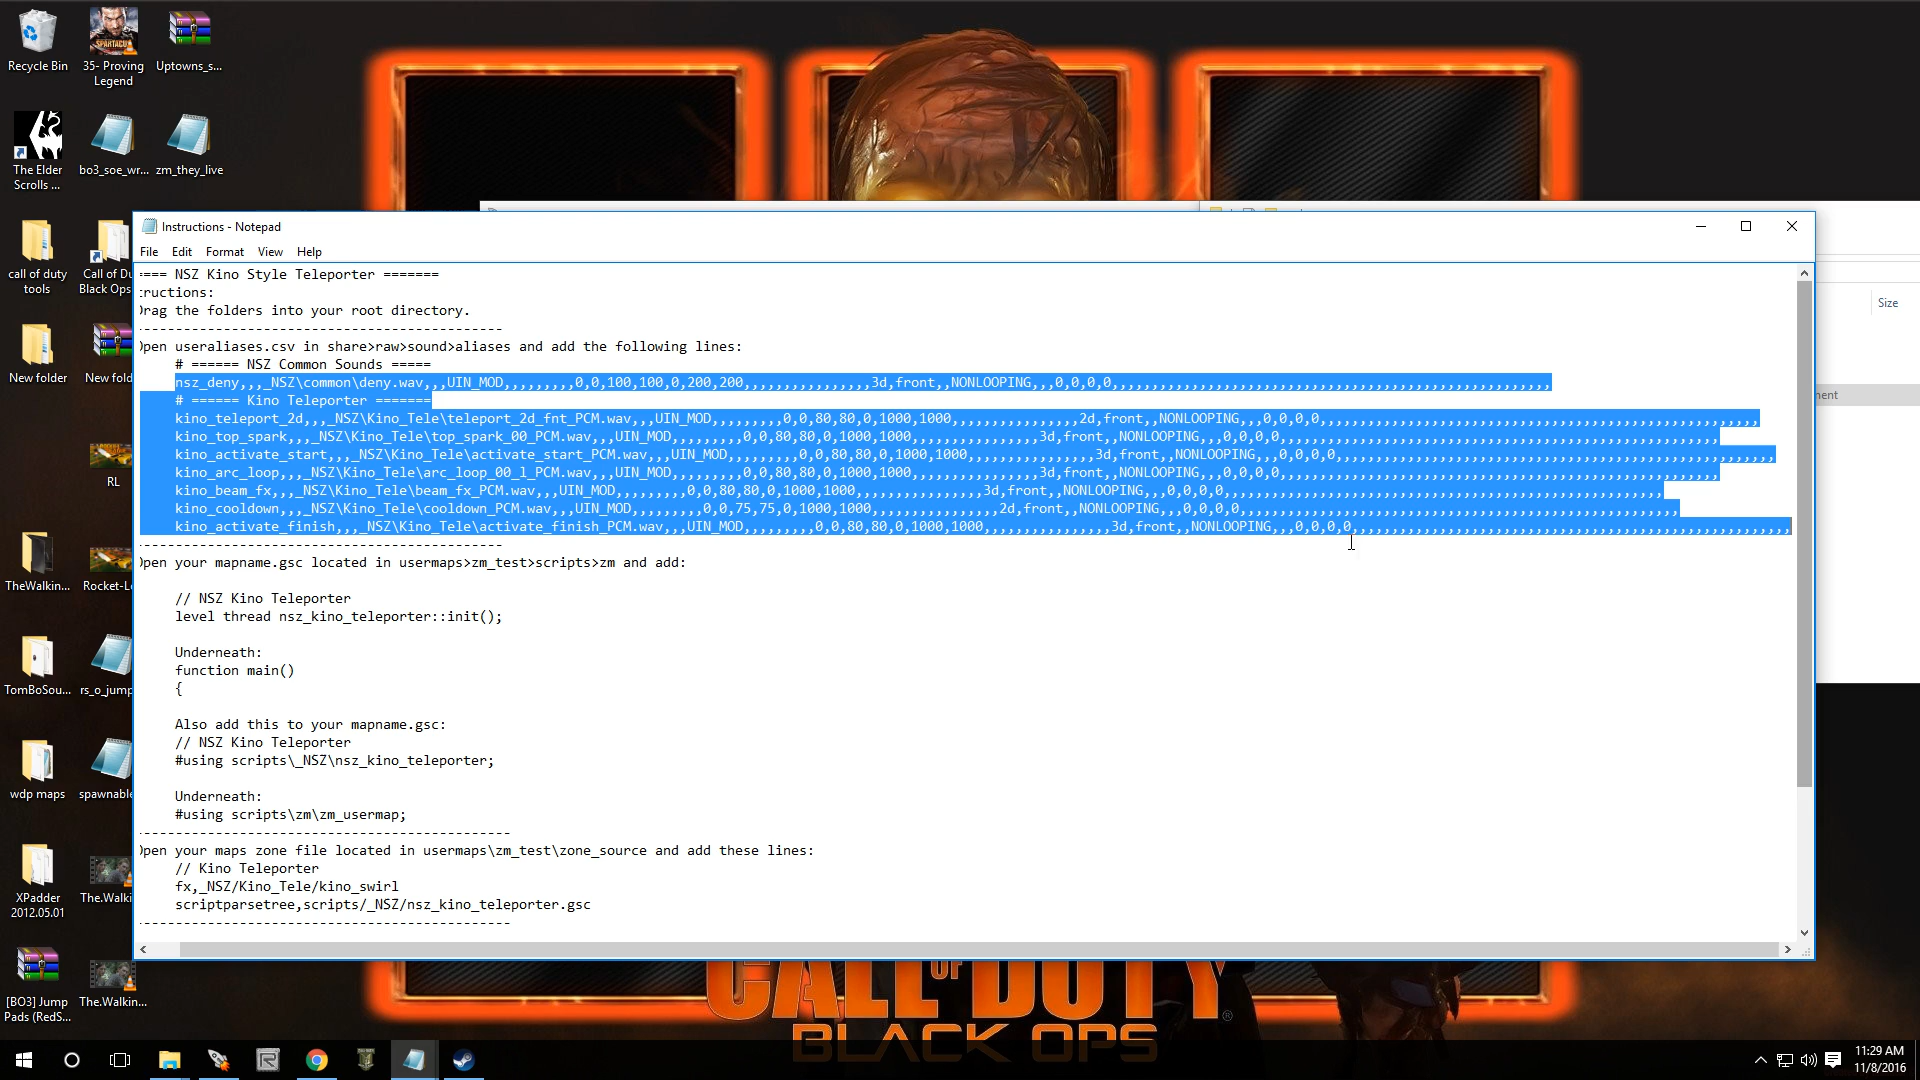 Recycle Bin
35- Proving Legend
Uptowns_s...
The Elder Scrolls ...
bo3_soe_wr...
zm_they_live
call of duty tools
Call of Du
Black Ops
New folder
New fold
RL
TheWalkin...
Rocket-L
TomBoSou...
rs_o_jump
wdp maps
spawnable
XPadder 2012.05.01
The.Walki
[BO3] Jump Pads (RedS...
The.Walkin...
Instructions - Notepad
File Edit Format View Help
==== NSZ Kino Style Teleporter =======
tructions:
Drag the folders into your root directory.
---------------------------------------------
Open useraliases.csv in share>raw>sound>aliases and add the following lines:
# ====== NSZ Common Sounds =====
nsz_deny,,,_NSZ\common\deny.wav,,,UIN_MOD,,,,,,,,,0,0,100,100,0,200,200,,,,,,,,,,,,,,,,3d,front,,NONLOOPING,,,0,0,0,0,,,,,,,,,,,,,,,,,,,,,,,,,,,,,,,,,,,,,,,,,,,,,,,,,,,,,,,
# ====== Kino Teleporter =======
kino_teleport_2d,,,_NSZ\Kino_Tele\teleport_2d_fnt_PCM.wav,,,UIN_MOD,,,,,,,,,0,0,80,80,0,1000,1000,,,,,,,,,,,,,,,,2d,front,,NONLOOPING,,,0,0,0,0,,,,,,,,,,,,,,,,,,,,,,,,,,,,,,,,,,,,,,,,,,,,,,,,,,,,,,,
kino_top_spark,,,_NSZ\Kino_Tele\top_spark_00_PCM.wav,,,UIN_MOD,,,,,,,,,0,0,80,80,0,1000,1000,,,,,,,,,,,,,,,,3d,front,,NONLOOPING,,,0,0,0,0,,,,,,,,,,,,,,,,,,,,,,,,,,,,,,,,,,,,,,,,,,,,,,,,,,,,,,,
kino_activate_start,,,_NSZ\Kino_Tele\activate_start_PCM.wav,,,UIN_MOD,,,,,,,,,0,0,80,80,0,1000,1000,,,,,,,,,,,,,,,,3d,front,,NONLOOPING,,,0,0,0,0,,,,,,,,,,,,,,,,,,,,,,,,,,,,,,,,,,,,,,,,,,,,,,,,,,,,,,,
kino_arc_loop,,,_NSZ\Kino_Tele\arc_loop_00_l_PCM.wav,,,UIN_MOD,,,,,,,,,0,0,80,80,0,1000,1000,,,,,,,,,,,,,,,,3d,front,,NONLOOPING,,,0,0,0,0,,,,,,,,,,,,,,,,,,,,,,,,,,,,,,,,,,,,,,,,,,,,,,,,,,,,,,,
kino_beam_fx,,,_NSZ\Kino_Tele\beam_fx_PCM.wav,,,UIN_MOD,,,,,,,,,0,0,80,80,0,1000,1000,,,,,,,,,,,,,,,,3d,front,,NONLOOPING,,,0,0,0,0,,,,,,,,,,,,,,,,,,,,,,,,,,,,,,,,,,,,,,,,,,,,,,,,,,,,,,,
kino_cooldown,,,_NSZ\Kino_Tele\cooldown_PCM.wav,,,UIN_MOD,,,,,,,,,0,0,75,75,0,1000,1000,,,,,,,,,,,,,,,,2d,front,,NONLOOPING,,,0,0,0,0,,,,,,,,,,,,,,,,,,,,,,,,,,,,,,,,,,,,,,,,,,,,,,,,,,,,,,,
kino_activate_finish,,,_NSZ\Kino_Tele\activate_finish_PCM.wav,,,UIN_MOD,,,,,,,,,0,0,80,80,0,1000,1000,,,,,,,,,,,,,,,,3d,front,,NONLOOPING,,,0,0,0,0,,,,,,,,,,,,,,,,,,,,,,,,,,,,,,,,,,,,,,,,,,,,,,,,,,,,,,,
---------------------------------------------
Open your mapname.gsc located in usermaps>zm_test>scripts>zm and add:
// NSZ Kino Teleporter
level thread nsz_kino_teleporter::init();
Underneath:
function main()
{
Also add this to your mapname.gsc:
// NSZ Kino Teleporter
#using scripts\_NSZ\nsz_kino_teleporter;
Underneath:
#using scripts\zm\zm_usermap;
----------------------------------------------
Open your maps zone file located in usermaps\zm_test\zone_source and add these lines:
// Kino Teleporter
fx,_NSZ/Kino_Tele/kino_swirl
scriptparsetree,scripts/_NSZ/nsz_kino_teleporter.gsc
----------------------------------------------
Size
ment
CALL OF DUTY
BLACK OPS
11:29 AM
11/8/2016